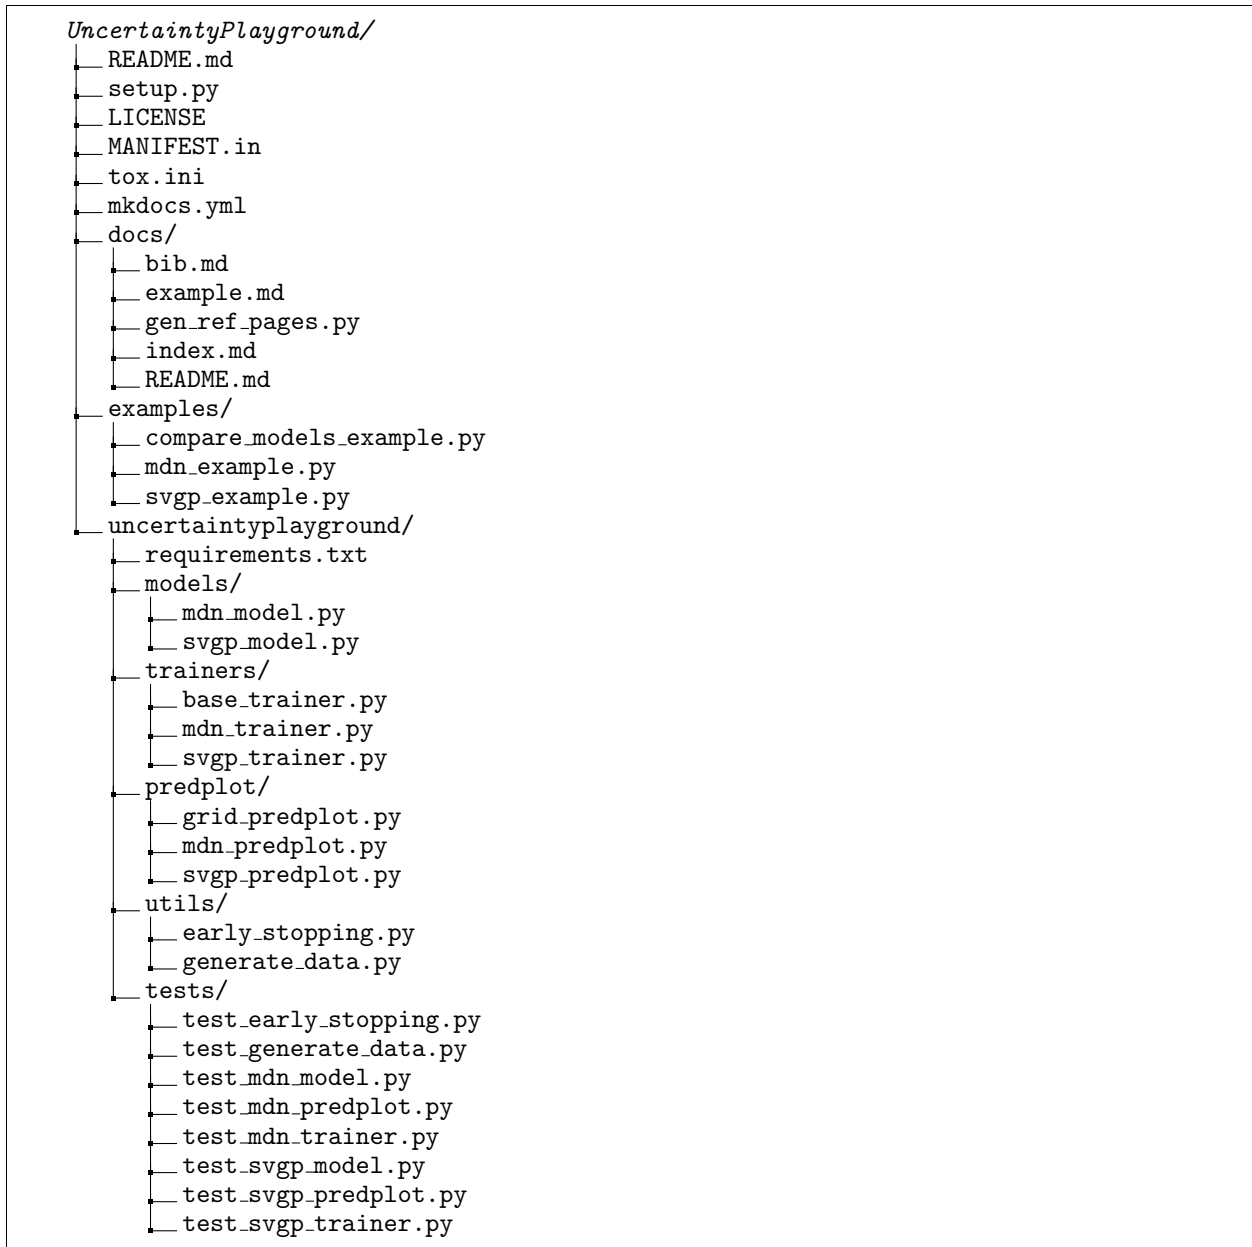 UncertaintyPlayground/
README.md
setup.py
LICENSE
MANIFEST.in
tox.ini
mkdocs.yml
docs/
bib.md
example.md
gen_ref_pages.py
index.md
README.md
examples/
compare_models_example.py
mdn_example.py
svgp_example.py
uncertaintyplayground/
requirements.txt
models/
mdn_model.py
svgp_model.py
trainers/
base_trainer.py
mdn_trainer.py
svgp_trainer.py
predplot/
grid_predplot.py
mdn_predplot.py
svgp_predplot.py
utils/
early_stopping.py
generate_data.py
tests/
test_early_stopping.py
test_generate_data.py
test_mdn_model.py
test_mdn_predplot.py
test_mdn_trainer.py
test_svgp_model.py
test_svgp_predplot.py
test_svgp_trainer.py